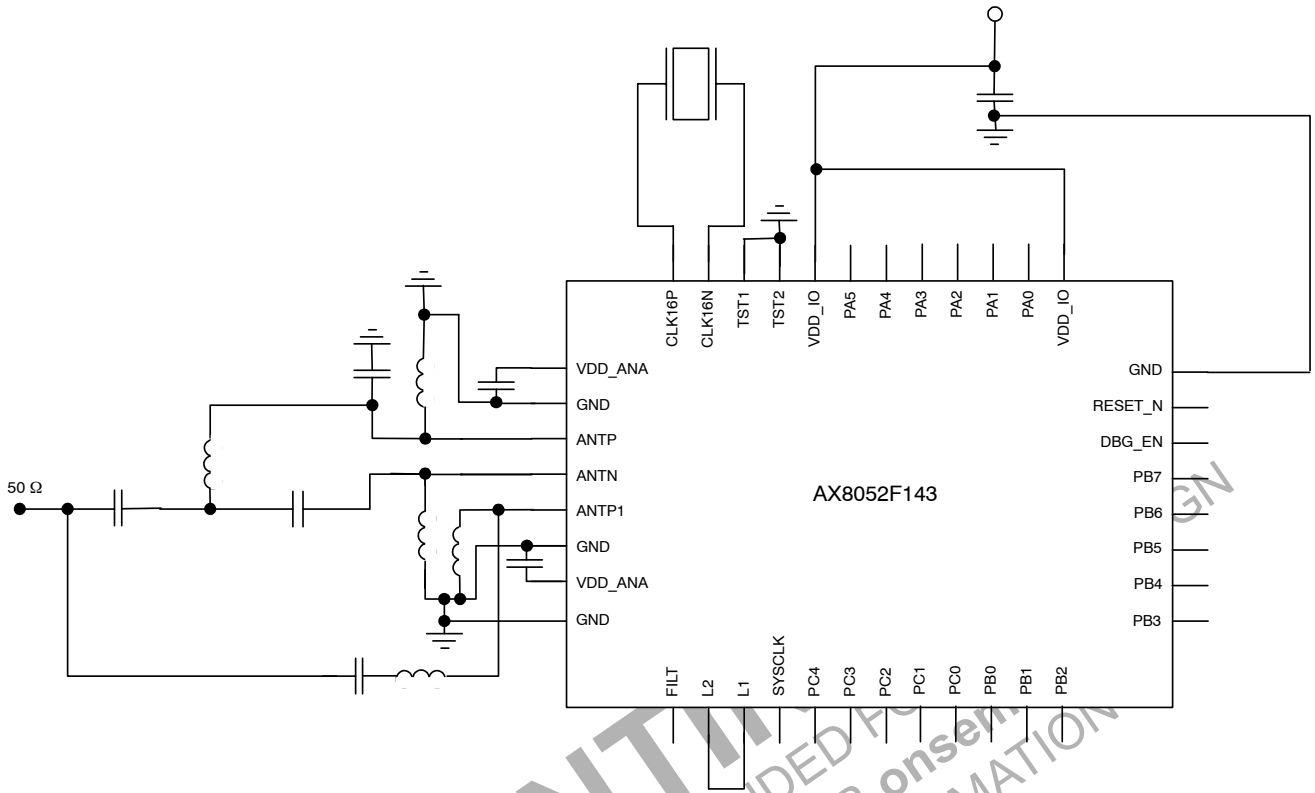 50 Ω
CLK16P
CLK16N
TST1
TST2
VDD_IO
PA5
PA4
PA3
PA2
PA1
PA0
VDD_IO
VDD_ANA
GND
ANTP
ANTN
ANTP1
GND
VDD_ANA
GND
AX8052F143
GND
RESET_N
DBG_EN
PB7
PB6
PB5
PB4
PB3
FILT
L2
L1
SYSCLK
PC4
PC3
PC2
PC1
PC0
PB0
PB1
PB2
onsem